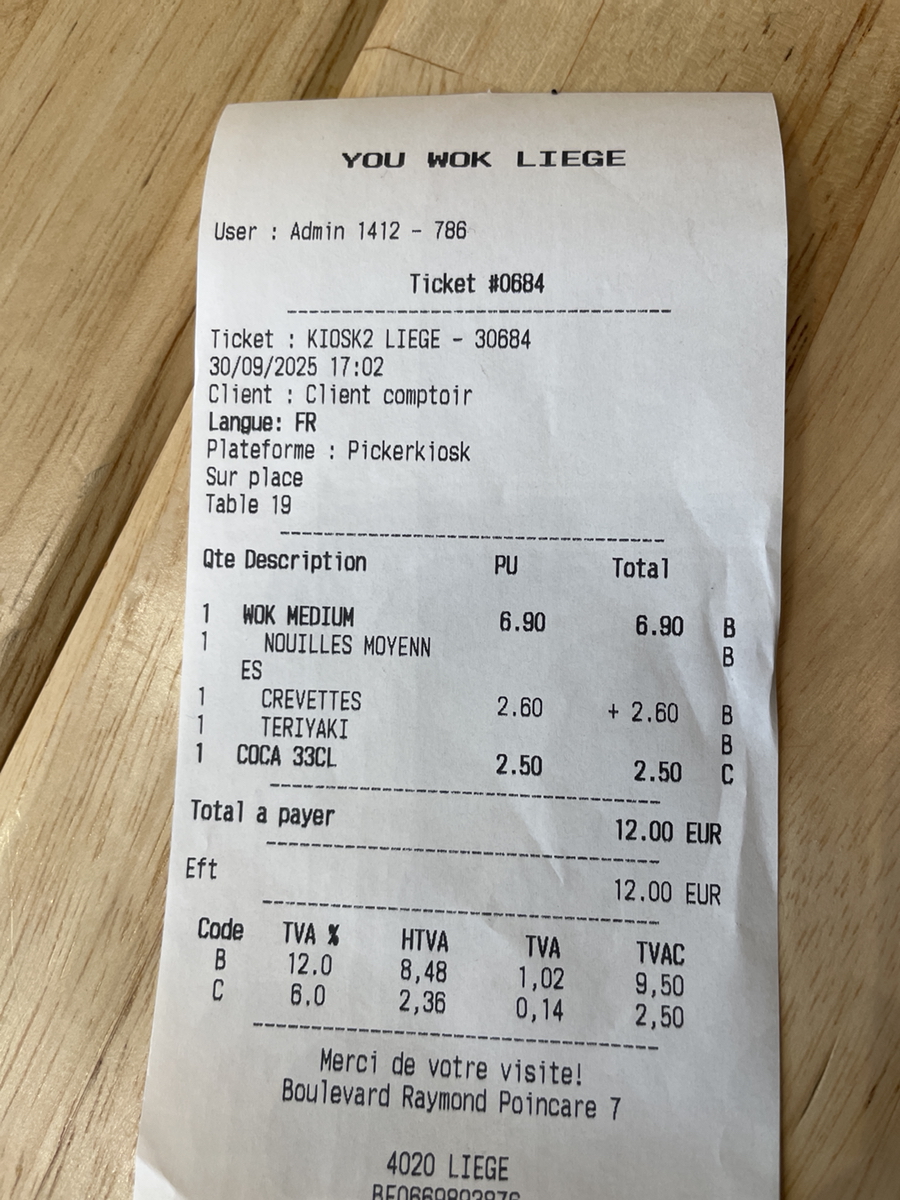 YOU WOK LIEGE
User : Admin 1412 - 786
Ticket #0684
Ticket : KIOSK2 LIEGE - 30684
30/09/2025 17:02
Client : Client comptoir
Langue: FR
Plateforme : Pickerkiosk
Sur place
Table 19
Qte Description PU Total
1 WOK MEDIUM 6.90 6.90 B
1 NOUILLES MOYENN B
ES
1 CREVETTES 2.60 + 2.60 B
1 TERIYAKI B
1 COCA 33CL 2.50 2.50 C
Total a payer 12.00 EUR
Eft 12.00 EUR
Code TVA % HTVA TVA TVAC
B 12.0 8,48 1,02 9,50
C 6.0 2,36 0,14 2,50
Merci de votre visite!
Boulevard Raymond Poincare 7
4020 LIEGE